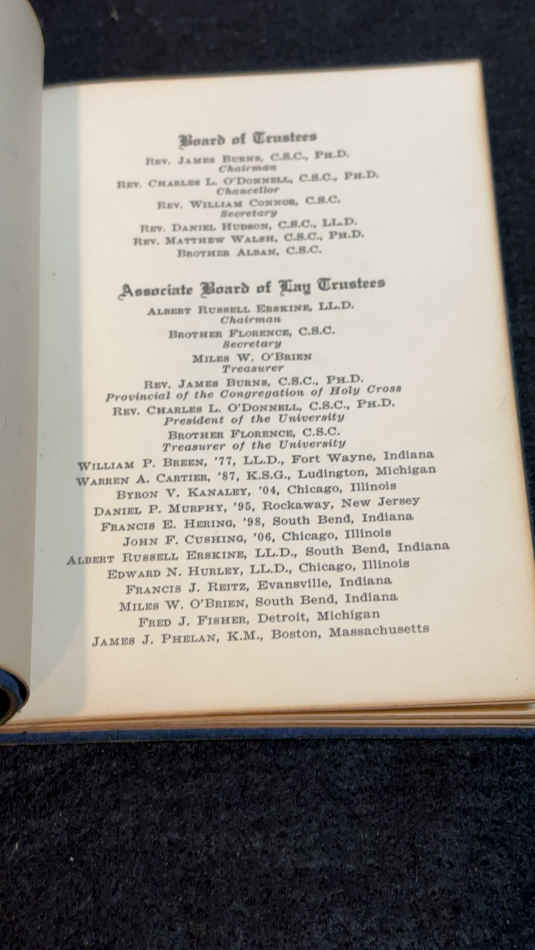 Board of Trustees
Rev. James Burns, C.S.C., Ph.D.
Chairman
Rev. Charles L. O'Donnell, C.S.C., Ph.D.
Chancellor
Rev. William Connor, C.S.C.
Secretary
Rev. Daniel Hudson, C.S.C., LL.D.
Rev. Matthew Walsh, C.S.C., Ph.D.
Brother Alban, C.S.C.
Associate Board of Lay Trustees
Albert Russell Erskine, LL.D.
Chairman
Brother Florence, C.S.C.
Secretary
Miles W. O'Brien
Treasurer
Rev. James Burns, C.S.C., Ph.D.
Provincial of the Congregation of Holy Cross
Rev. Charles L. O'Donnell, C.S.C., Ph.D.
President of the University
Brother Florence, C.S.C.
Treasurer of the University
William P. Breen, '77, LL.D., Fort Wayne, Indiana
Warren A. Cartier, '87, K.S.G., Ludington, Michigan
Byron V. Kanaley, '04, Chicago, Illinois
Daniel P. Murphy, '95, Rockaway, New Jersey
Francis E. Hering, '98, South Bend, Indiana
John F. Cushing, '06, Chicago, Illinois
Albert Russell Erskine, LL.D., South Bend, Indiana
Edward N. Hurley, LL.D., Chicago, Illinois
Francis J. Reitz, Evansville, Indiana
Miles W. O'Brien, South Bend, Indiana
Fred J. Fisher, Detroit, Michigan
James J. Phelan, K.M., Boston, Massachusetts